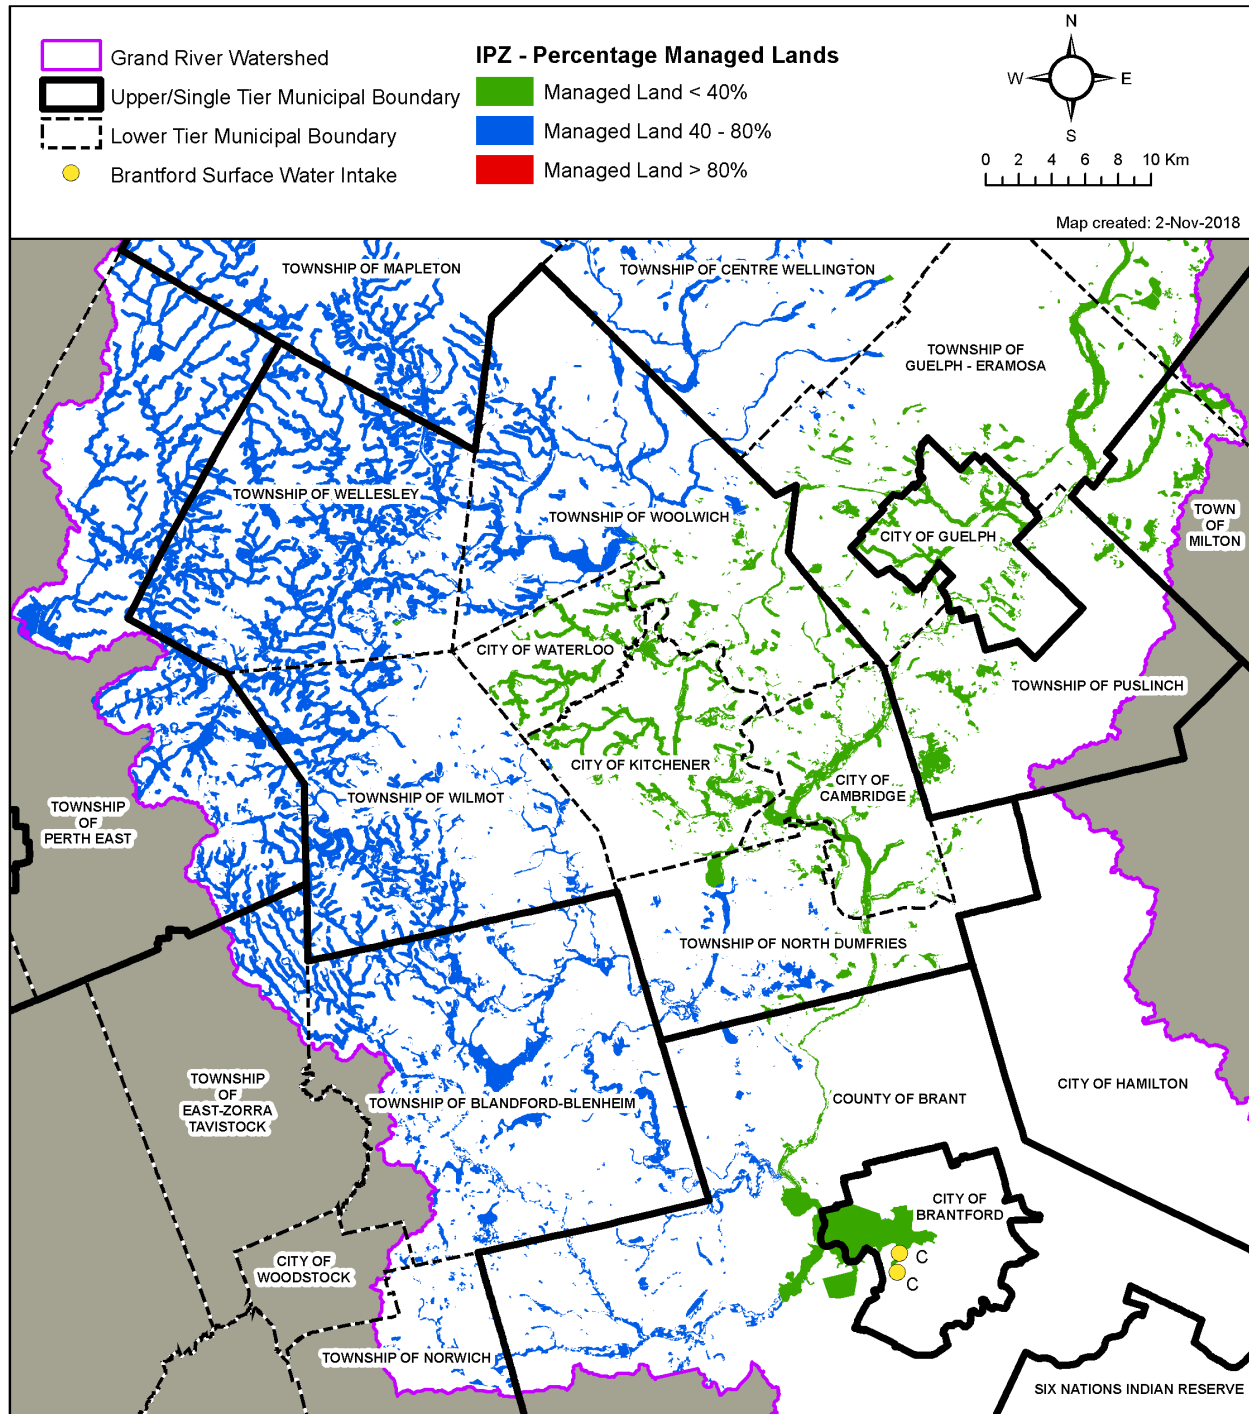 Grand River Watershed
Upper/Single Tier Municipal Boundary
Lower Tier Municipal Boundary
Brantford Surface Water Intake
IPZ - Percentage Managed Lands
Managed Land < 40%
Managed Land 40 - 80%
Managed Land > 80%
N
W
E
S
0 2 4 6 8 10 Km
Map created: 2-Nov-2018
TOWNSHIP OF MAPLETON
TOWNSHIP OF CENTRE WELLINGTON
TOWNSHIP OF
GUELPH - ERAMOSA
TOWNSHIP OF WELLESLEY
TOWNSHIP OF WOOLWICH
CITY OF GUELPH
TOWN
OF
MILTON
CITY OF WATERLOO
TOWNSHIP OF PUSLINCH
CITY OF KITCHENER
CITY OF
CAMBRIDGE
TOWNSHIP OF WILMOT
TOWNSHIP
OF
PERTH EAST
TOWNSHIP OF NORTH DUMFRIES
TOWNSHIP
OF
EAST-ZORRA
TAVISTOCK
TOWNSHIP OF BLANDFORD-BLENHEIM
COUNTY OF BRANT
CITY OF HAMILTON
CITY OF
BRANTFORD
C
C
CITY OF
WOODSTOCK
TOWNSHIP OF NORWICH
SIX NATIONS INDIAN RESERVE